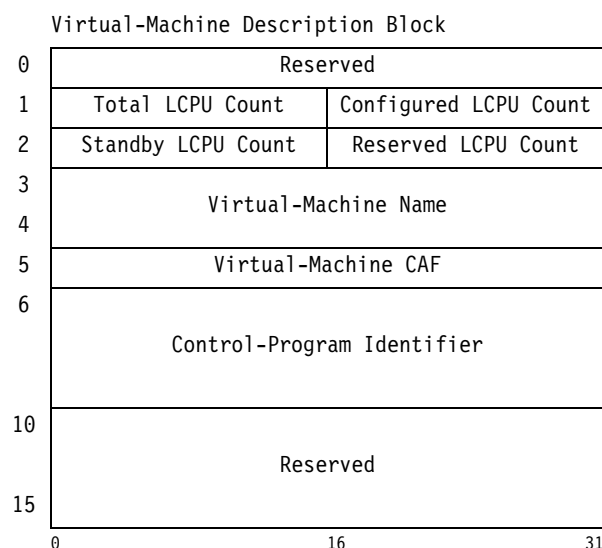 Virtual-Machine Description Block
0 Reserved
1 Total LCPU Count Configured LCPU Count
2 Standby LCPU Count Reserved LCPU Count
3
Virtual-Machine Name
4
5 Virtual-Machine CAF
6
Control-Program Identifier
10
Reserved
15
0 16 31